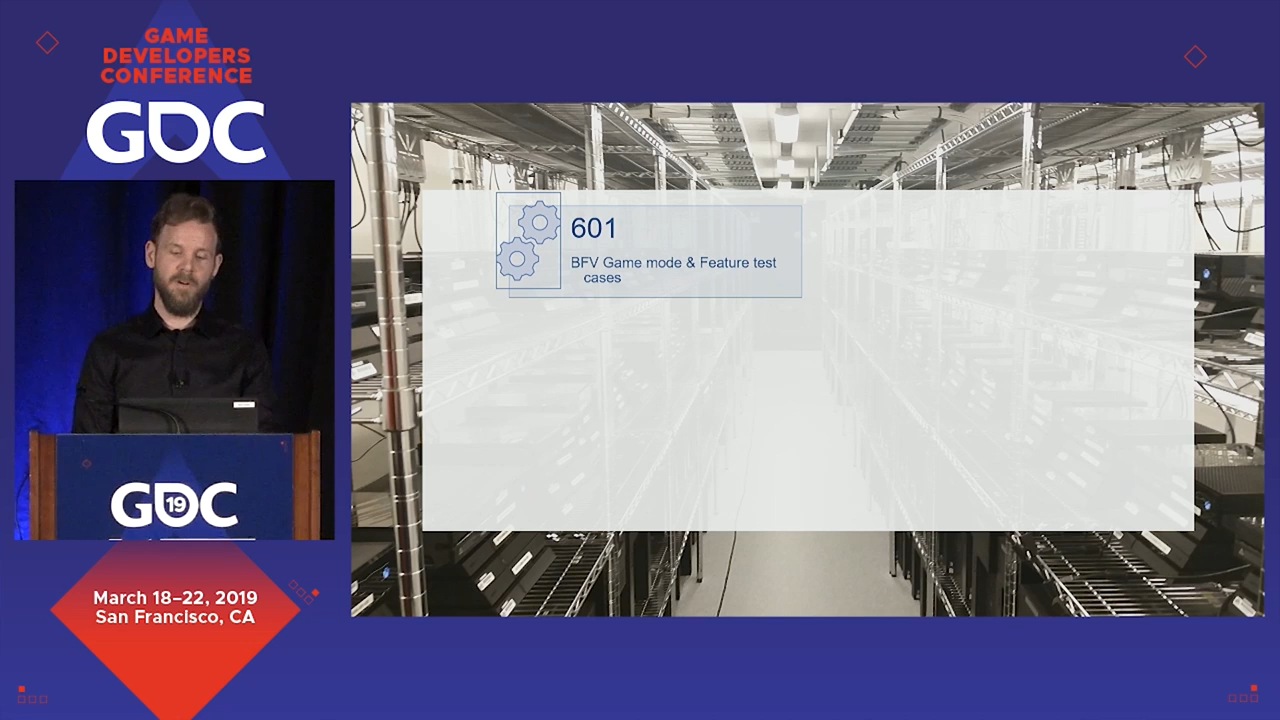 GAME
DEVELOPERS
CONFERENCE
GDC
601
BFV Game mode & Feature test
cases
GDC
19
March 18–22, 2019
San Francisco, CA